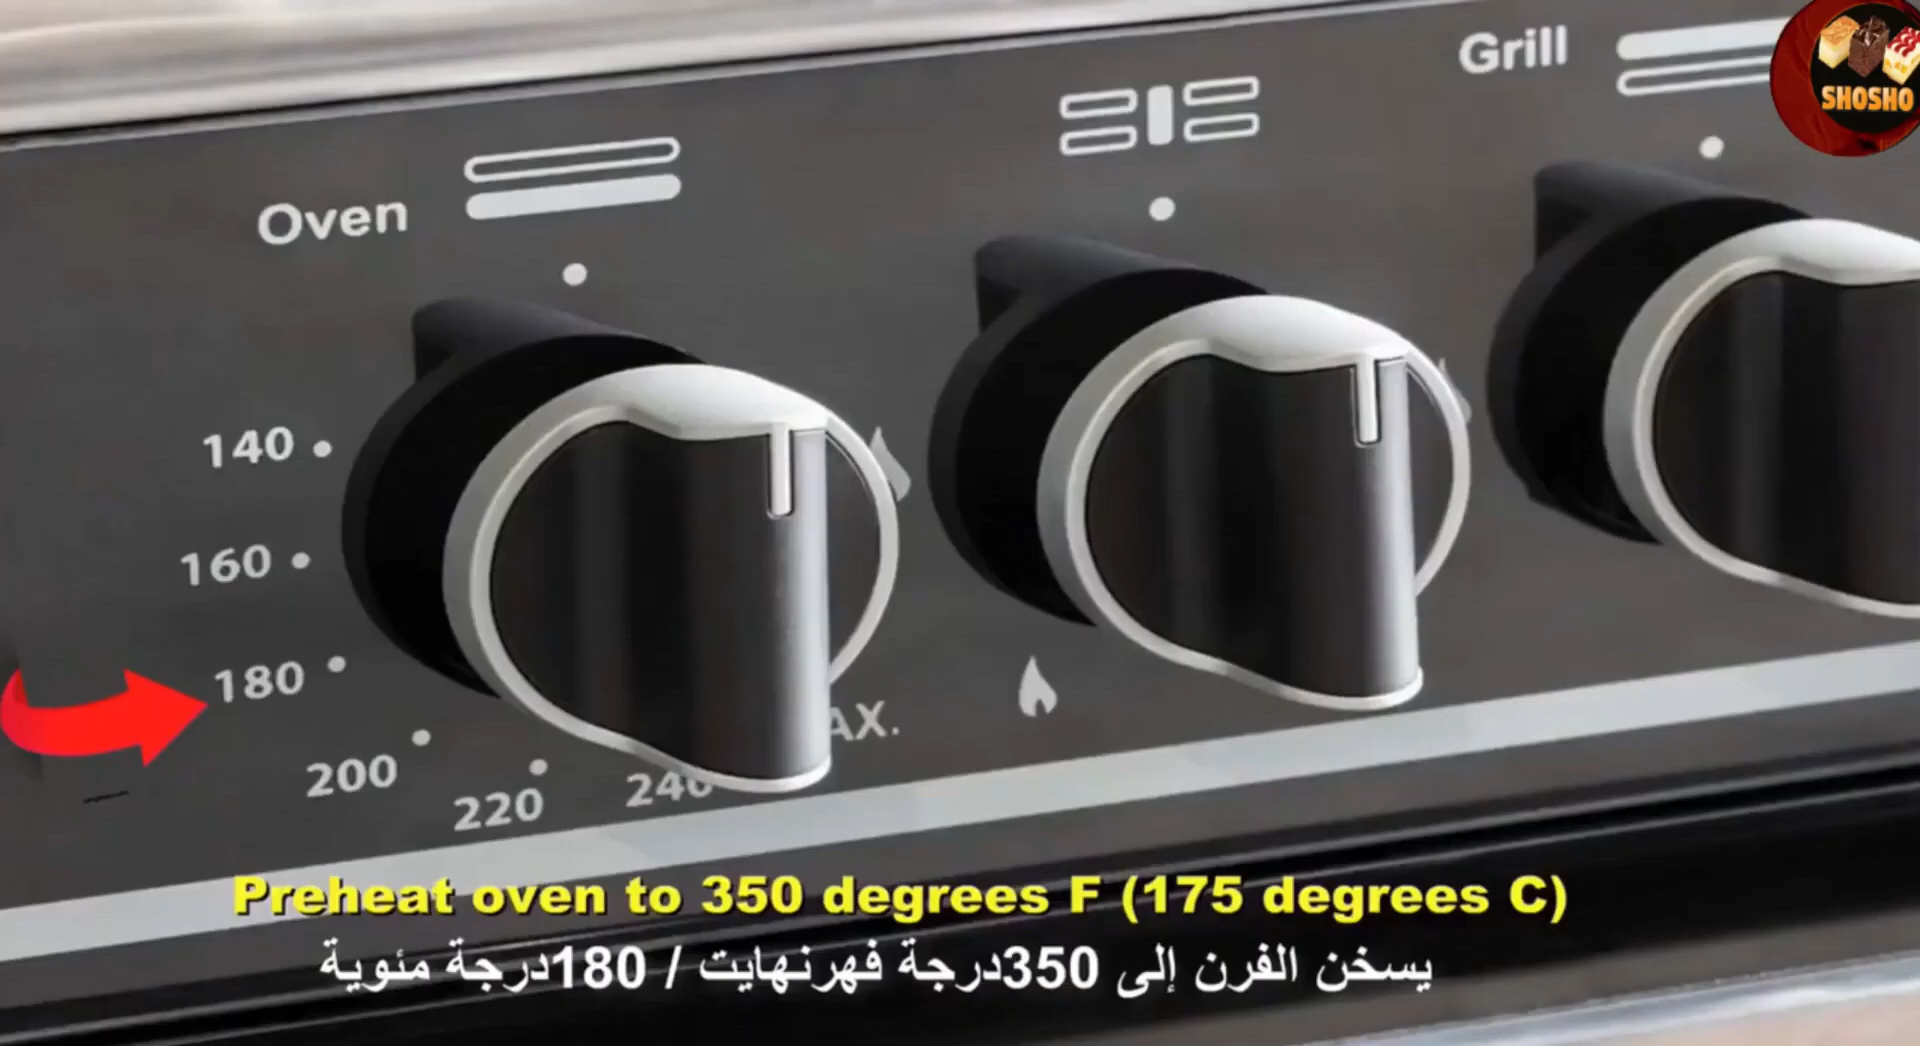 Grill
SHOSHO
Oven
140
160
180
200
220
240
AX.
Preheat oven to 350 degrees F (175 degrees C)
يسخن الفرن إلى 350درجة فهرنهايت / 180درجة مئوية